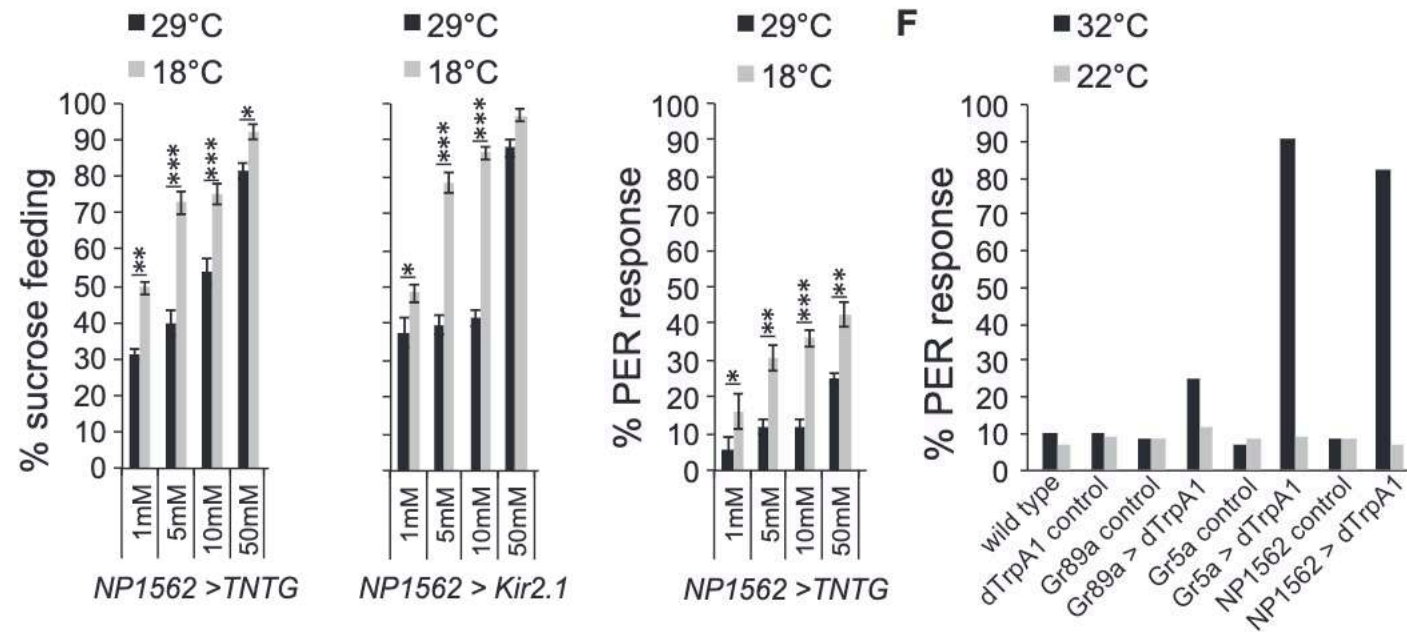 29°C
18°C
% sucrose feeding
100
90
80
70
60
50
40
30
20
10
0
**
***
***
*
1mM
5mM
10mM
50mM
NP1562 >TNTG
29°C
18°C
*
***
***
1mM
5mM
10mM
50mM
NP1562 > Kir2.1
29°C
18°C
% PER response
100
90
80
70
60
50
40
30
20
10
0
*
**
***
**
1mM
5mM
10mM
50mM
NP1562 >TNTG
F
32°C
22°C
% PER response
100
90
80
70
60
50
40
30
20
10
0
wild type
dTrpA1 control
Gr89a control
Gr89a > dTrpA1
Gr5a control
Gr5a > dTrpA1
NP1562 control
NP1562 > dTrpA1